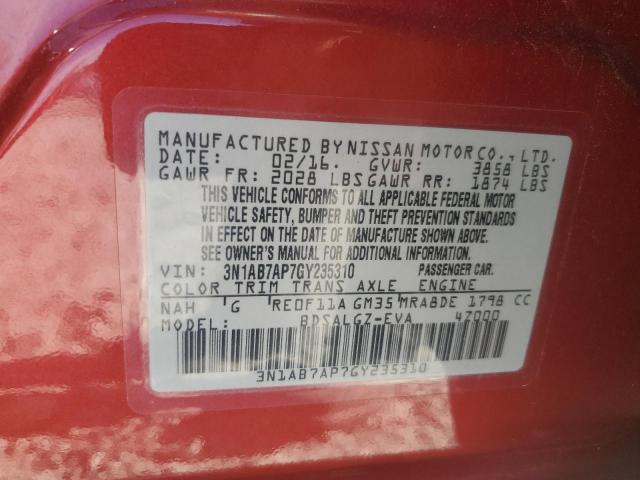 MANUFACTURED BY NISSAN MOTOR CO., LTD.
DATE: 02/16. GVWR: 3858 LBS
GAWR FR: 2028 LBS GAWR RR: 1874 LBS
THIS VEHICLE CONFORMS TO ALL APPLICABLE FEDERAL MOTOR
VEHICLE SAFETY, BUMPER AND THEFT PREVENTION STANDARDS
IN EFFECT ON THE DATE OF MANUFACTURE SHOWN ABOVE.
SEE OWNER'S MANUAL FOR ADDITIONAL INFORMATION.
VIN: 3N1AB7AP7GY235310 PASSENGER CAR.
COLOR TRIM TRANS AXLE ENGINE
NAH G RE0F11A GM35 MRA8DE 1798 CC
MODEL: BDSALGZ-EVA 4Z000
3N1AB7AP7GY235310